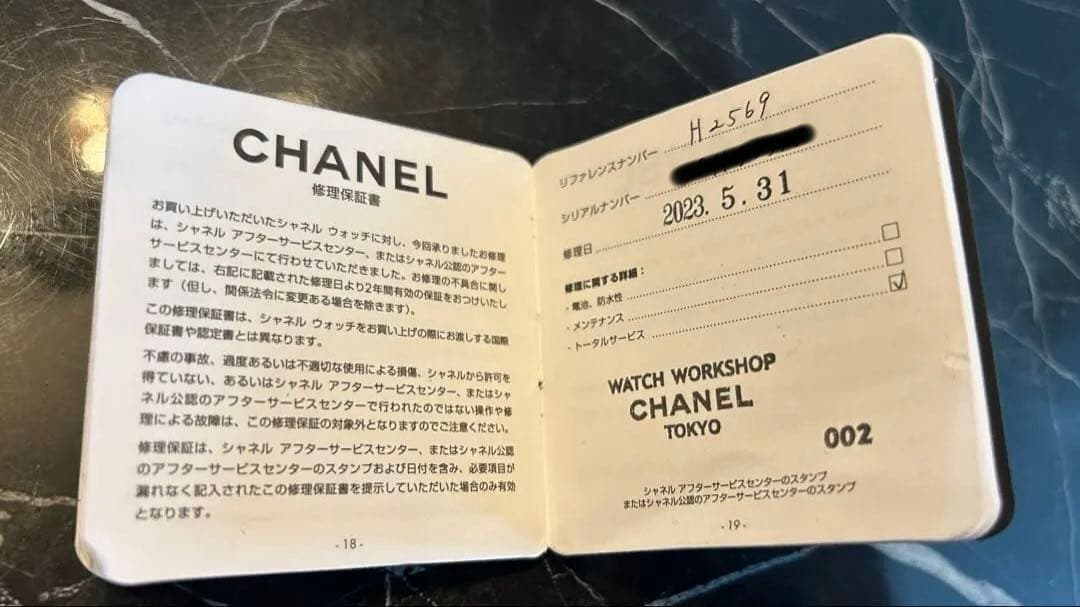 CHANEL
修理保証書
お買い上げいただいたシャネル ウォッチに対し、今回承りましたお修理
は、シャネル アフターサービスセンター、またはシャネル公認のアフター
サービスセンターにて行わせていただきました。お修理の不具合に関し
ましては、右記に記載された修理日より2年間有効の保証をおつけいたし
ます（但し、関係法令に変更ある場合を除きます）。
この修理保証書は、シャネル ウォッチをお買い上げの際にお渡しする国際
保証書や認定書とは異なります。
不慮の事故、過度あるいは不適切な使用による損傷、シャネルから許可を
得ていない、あるいはシャネル アフターサービスセンター、またはシャ
ネル公認のアフターサービスセンターで行われたのではない操作や修
理による故障は、この修理保証の対象外となりますのでご注意ください。
修理保証は、シャネル アフターサービスセンター、またはシャネル公認
のアフターサービスセンターのスタンプおよび日付を含み、必要項目が
漏れなく記入されたこの修理保証書を提示していただいた場合のみ有効
となります。
- 18 -
リファレンスナンバー H2569
シリアルナンバー
修理日 2023. 5. 31
修理に関する詳細：
・電池、防水性
・メンテナンス
・トータルサービス
WATCH WORKSHOP
CHANEL
TOKYO
002
シャネル アフターサービスセンターのスタンプ
またはシャネル公認のアフターサービスセンターのスタンプ
- 19 -